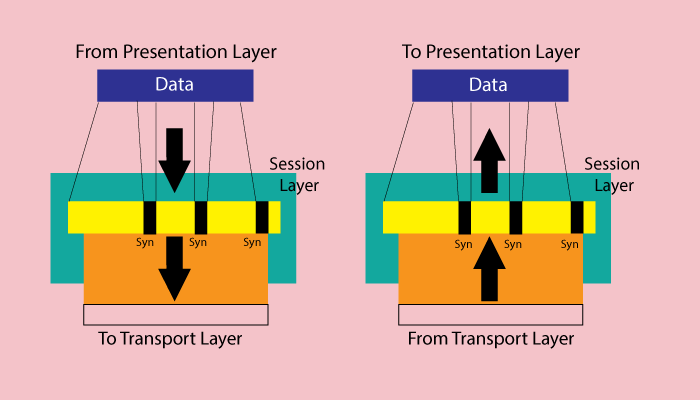 From Presentation Layer
Data
Session
Layer
Syn
Syn
Syn
To Transport Layer
To Presentation Layer
Data
Session
Layer
Syn
Syn
Syn
From Transport Layer